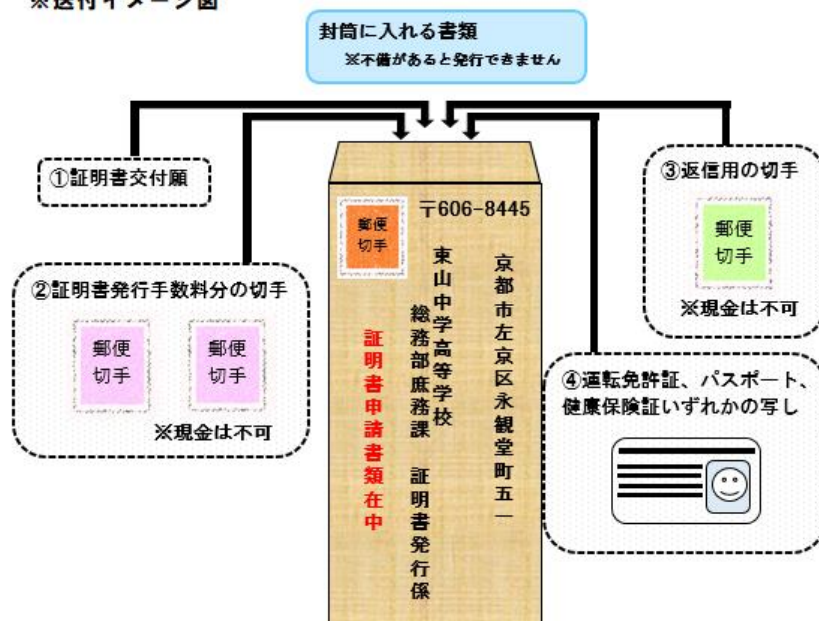 ※送付イメージ図
封筒に入れる書類
※不備があると発行できません
①証明書交付願
②証明書発行手数料分の切手
郵便
切手
郵便
切手
※現金は不可
③返信用の切手
郵便
切手
※現金は不可
④運転免許証、パスポート、
健康保険証いずれかの写し
郵便
切手
〒606-8445
京都市左京区永観堂町五一
東山中学高等学校
総務部庶務課　証明書発行係
証明書申請書類在中